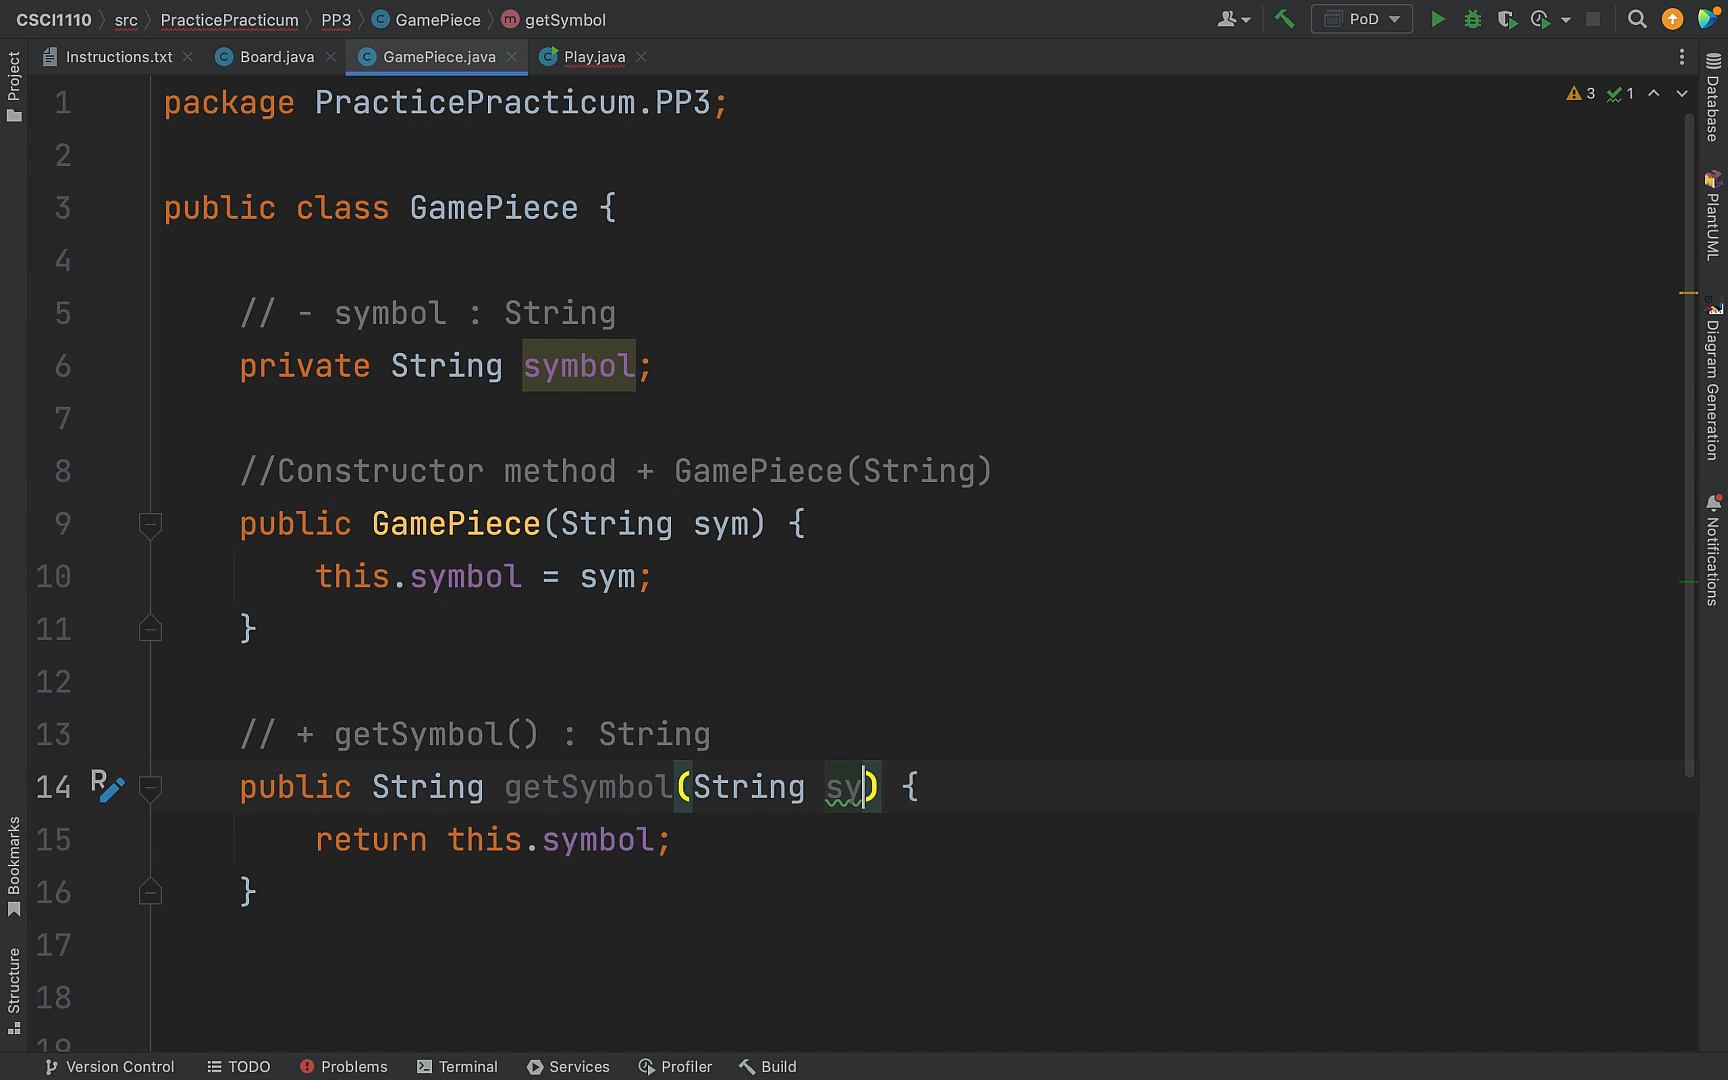 CSCI1110 src PracticePracticum PP3 GamePiece getSymbol PoD
Instructions.txt Board.java GamePiece.java Play.java
Project
Bookmarks
Structure
1 package PracticePracticum.PP3;
2
3 public class GamePiece {
4
5 // - symbol : String
6 private String symbol;
7
8 //Constructor method + GamePiece(String)
9 public GamePiece(String sym) {
10 this.symbol = sym;
11 }
12
13 // + getSymbol() : String
14 public String getSymbol(String sy) {
15 return this.symbol;
16 }
17
18
19
3 1
Database
PlantUML
Diagram Generation
Notifications
Version Control TODO Problems Terminal Services Profiler Build